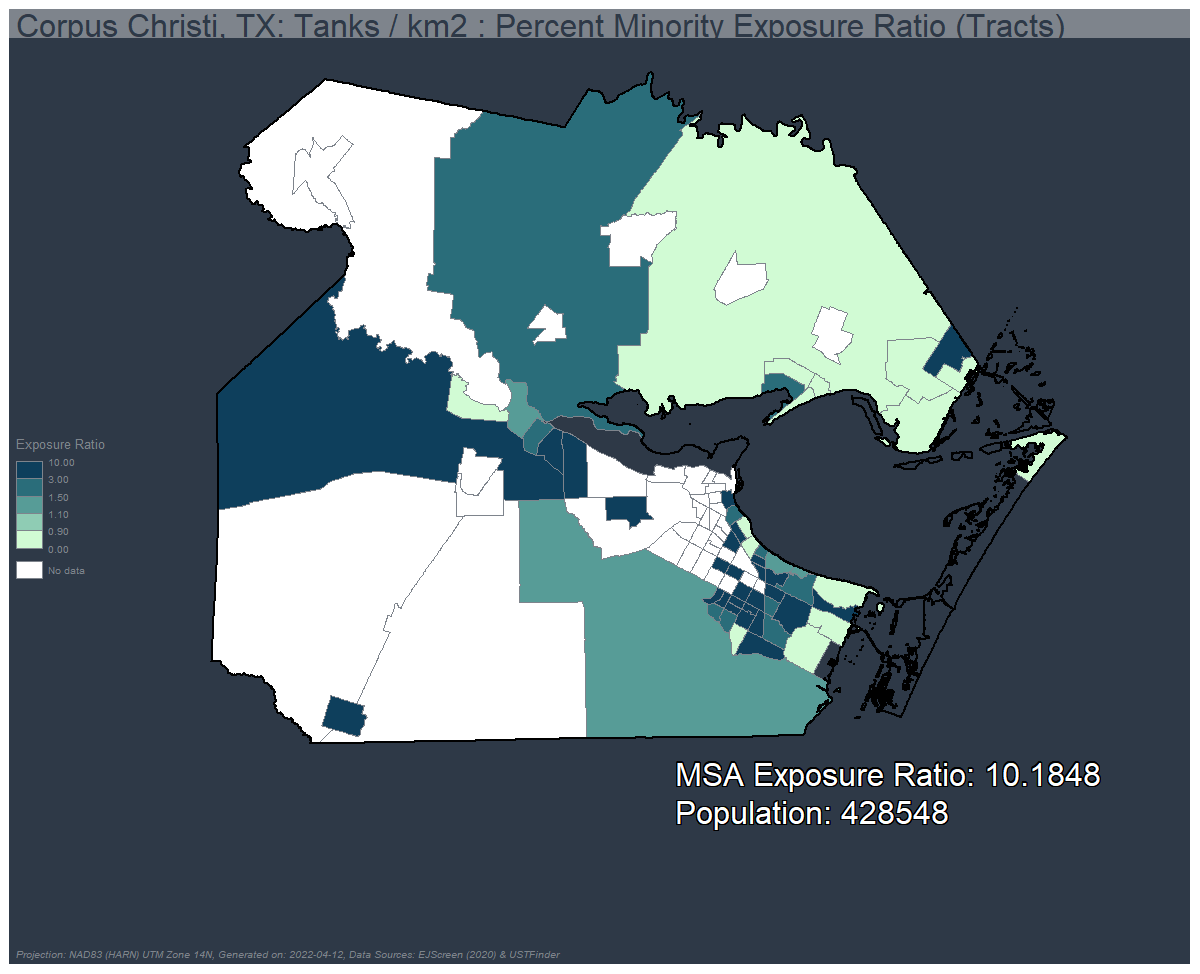 Corpus Christi, TX: Tanks / km2 : Percent Minority Exposure Ratio (Tracts)
Exposure Ratio
10.00
3.00
1.50
1.10
0.90
0.00
No data
MSA Exposure Ratio: 10.1848
Population: 428548
Projection: NAD83 (HARN) UTM Zone 14N, Generated on: 2022-04-12, Data Sources: EJScreen (2020) & USTFinder